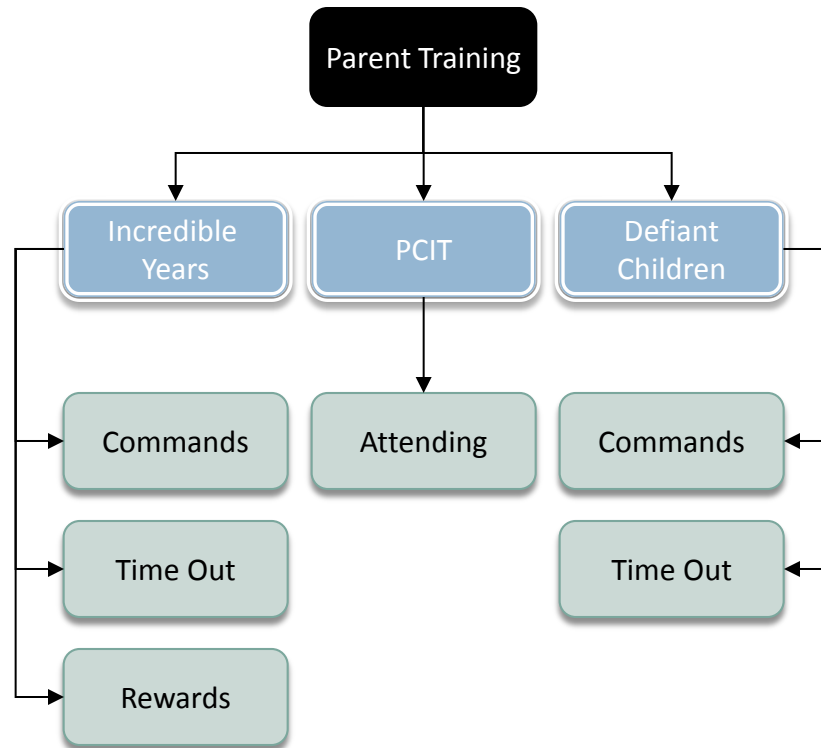 Parent Training
Incredible
Years
PCIT
Defiant
Children
Commands
Attending
Commands
Time Out
Time Out
Rewards